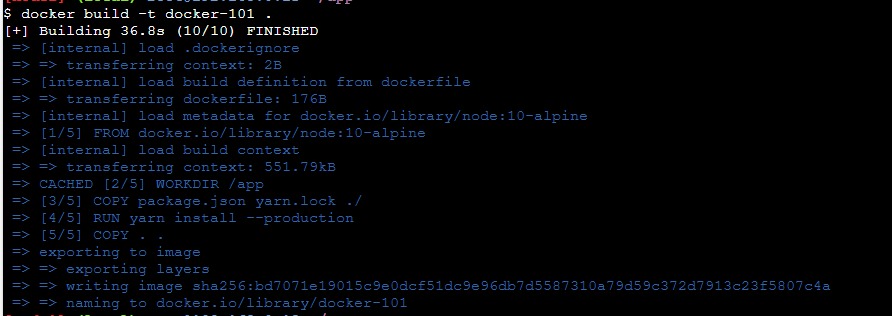 $ docker build -t docker-101 .
[+] Building 36.8s (10/10) FINISHED
=> [internal] load .dockerignore
=> => transferring context: 2B
=> [internal] load build definition from dockerfile
=> => transferring dockerfile: 176B
=> [internal] load metadata for docker.io/library/node:10-alpine
=> [1/5] FROM docker.io/library/node:10-alpine
=> [internal] load build context
=> => transferring context: 551.79kB
=> CACHED [2/5] WORKDIR /app
=> [3/5] COPY package.json yarn.lock ./
=> [4/5] RUN yarn install --production
=> [5/5] COPY . .
=> exporting to image
=> => exporting layers
=> => writing image sha256:bd7071e19015c9e0dcf51dc9e96db7d5587310a79d59c372d7913c23f5807c4a
=> => naming to docker.io/library/docker-101